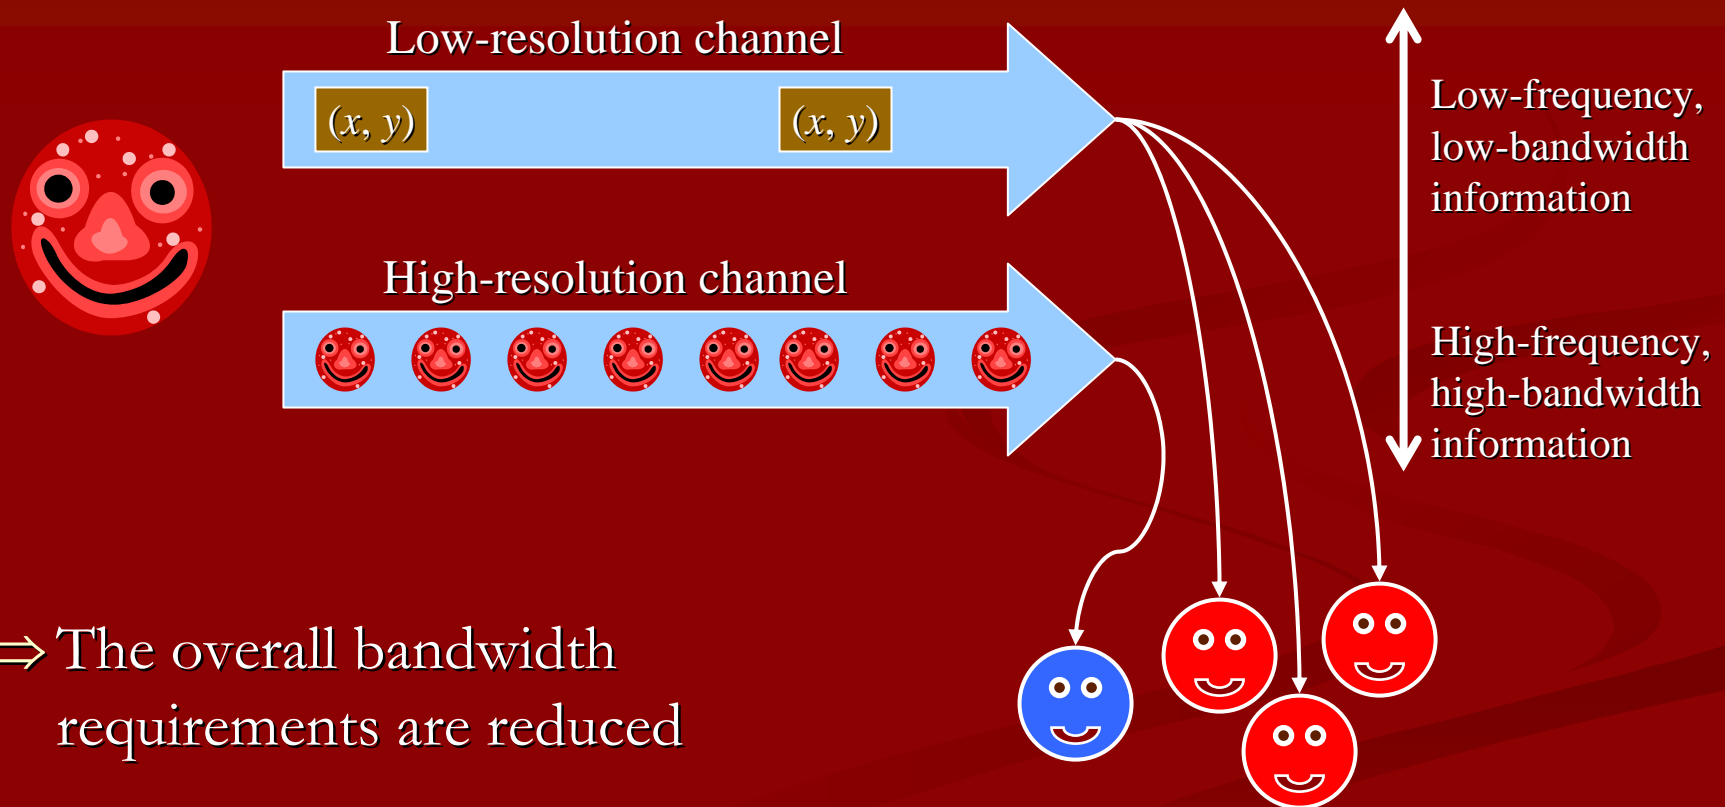 Low-resolution channel
(x, y)
(x, y)
Low-frequency,
low-bandwidth
information
High-resolution channel
High-frequency,
high-bandwidth
information
⇒ The overall bandwidth
requirements are reduced